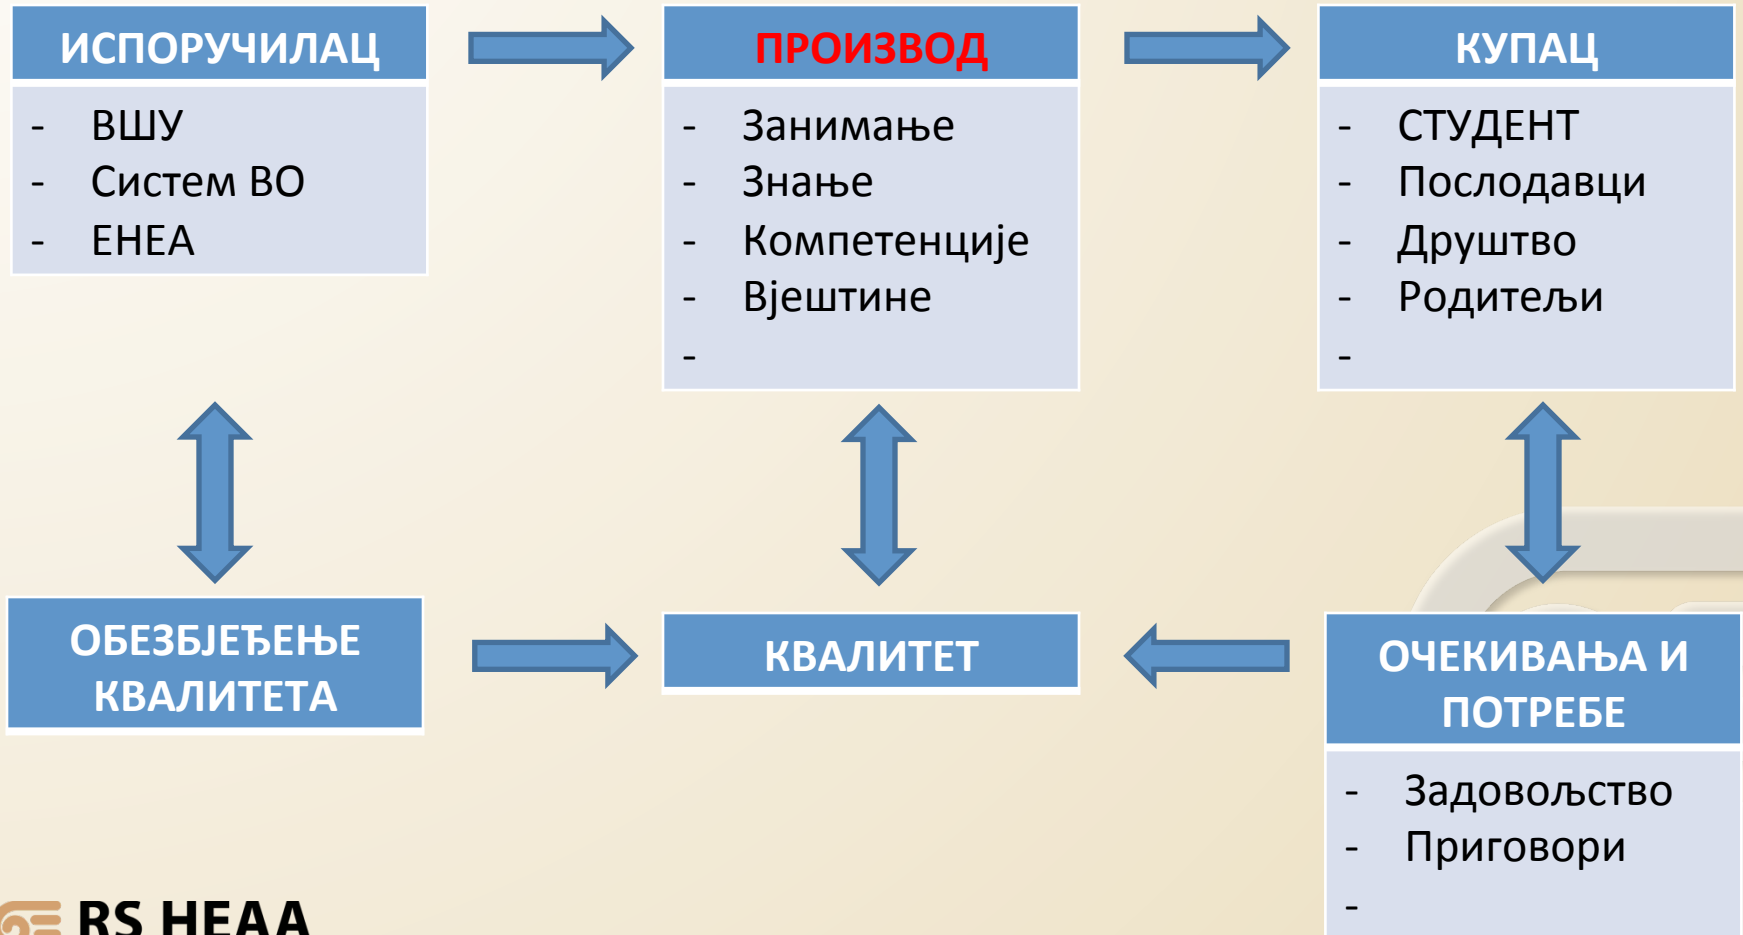 ИСПОРУЧИЛАЦ
- ВШУ
- Систем ВО
- ЕНЕА
ПРОИЗВОД
- Занимање
- Знање
- Компетенције
- Вјештине
-
КУПАЦ
- СТУДЕНТ
- Послодавци
- Друштво
- Родитељи
-
ОБЕЗБЈЕЂЕЊЕ
КВАЛИТЕТА
КВАЛИТЕТ
ОЧЕКИВАЊА И
ПОТРЕБЕ
- Задовољство
- Приговори
-
RS HEAA